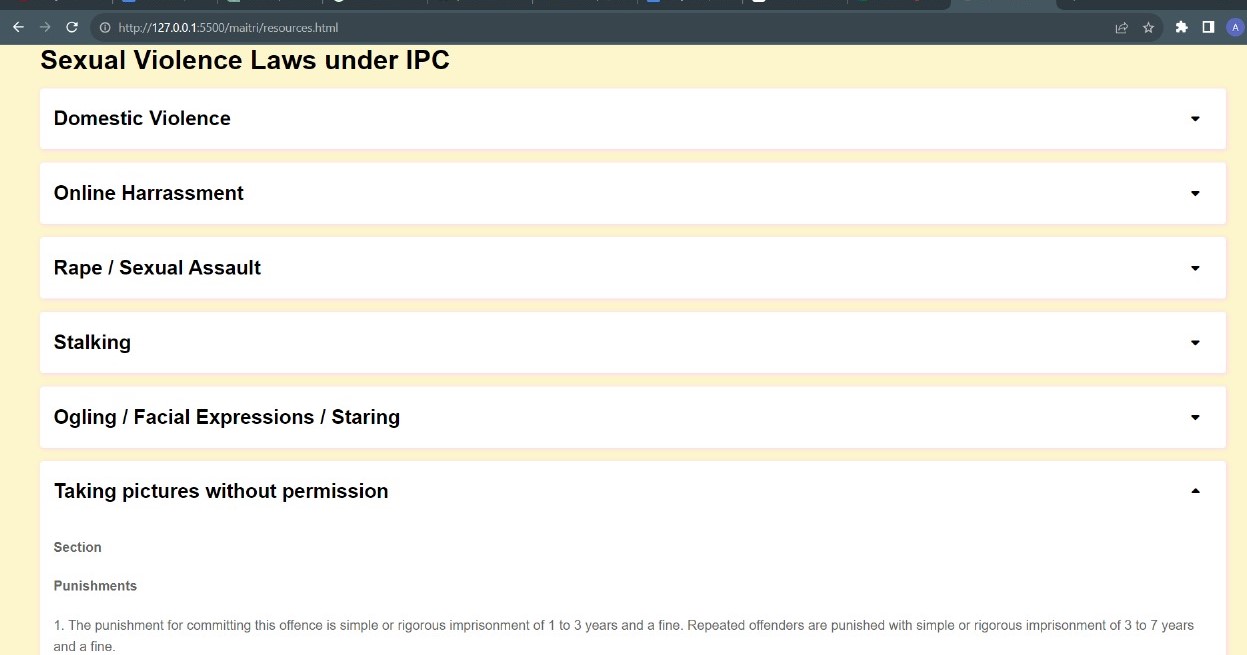 http://127.0.0.1:5500/maitri/resources.html
A
Sexual Violence Laws under IPC
Domestic Violence
Online Harrassment
Rape / Sexual Assault
Stalking
Ogling / Facial Expressions / Staring
Taking pictures without permission
Section
Punishments
1. The punishment for committing this offence is simple or rigorous imprisonment of 1 to 3 years and a fine. Repeated offenders are punished with simple or rigorous imprisonment of 3 to 7 years
and a fine.